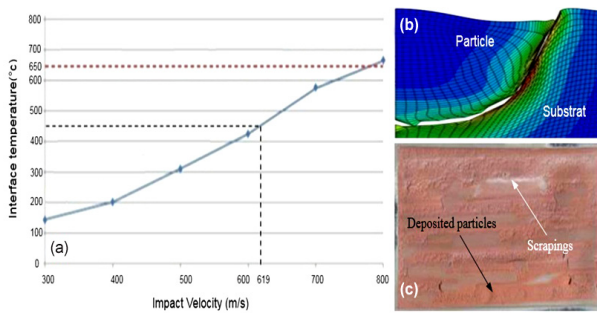 800
700
650
600
500
400
300
200
100
0
Interface temperature(°c)
(a)
300 400 500 600 619 700 800
Impact Velocity (m/s)
(b)
Particle
Substrat
Deposited particles
Scrapings
(c)